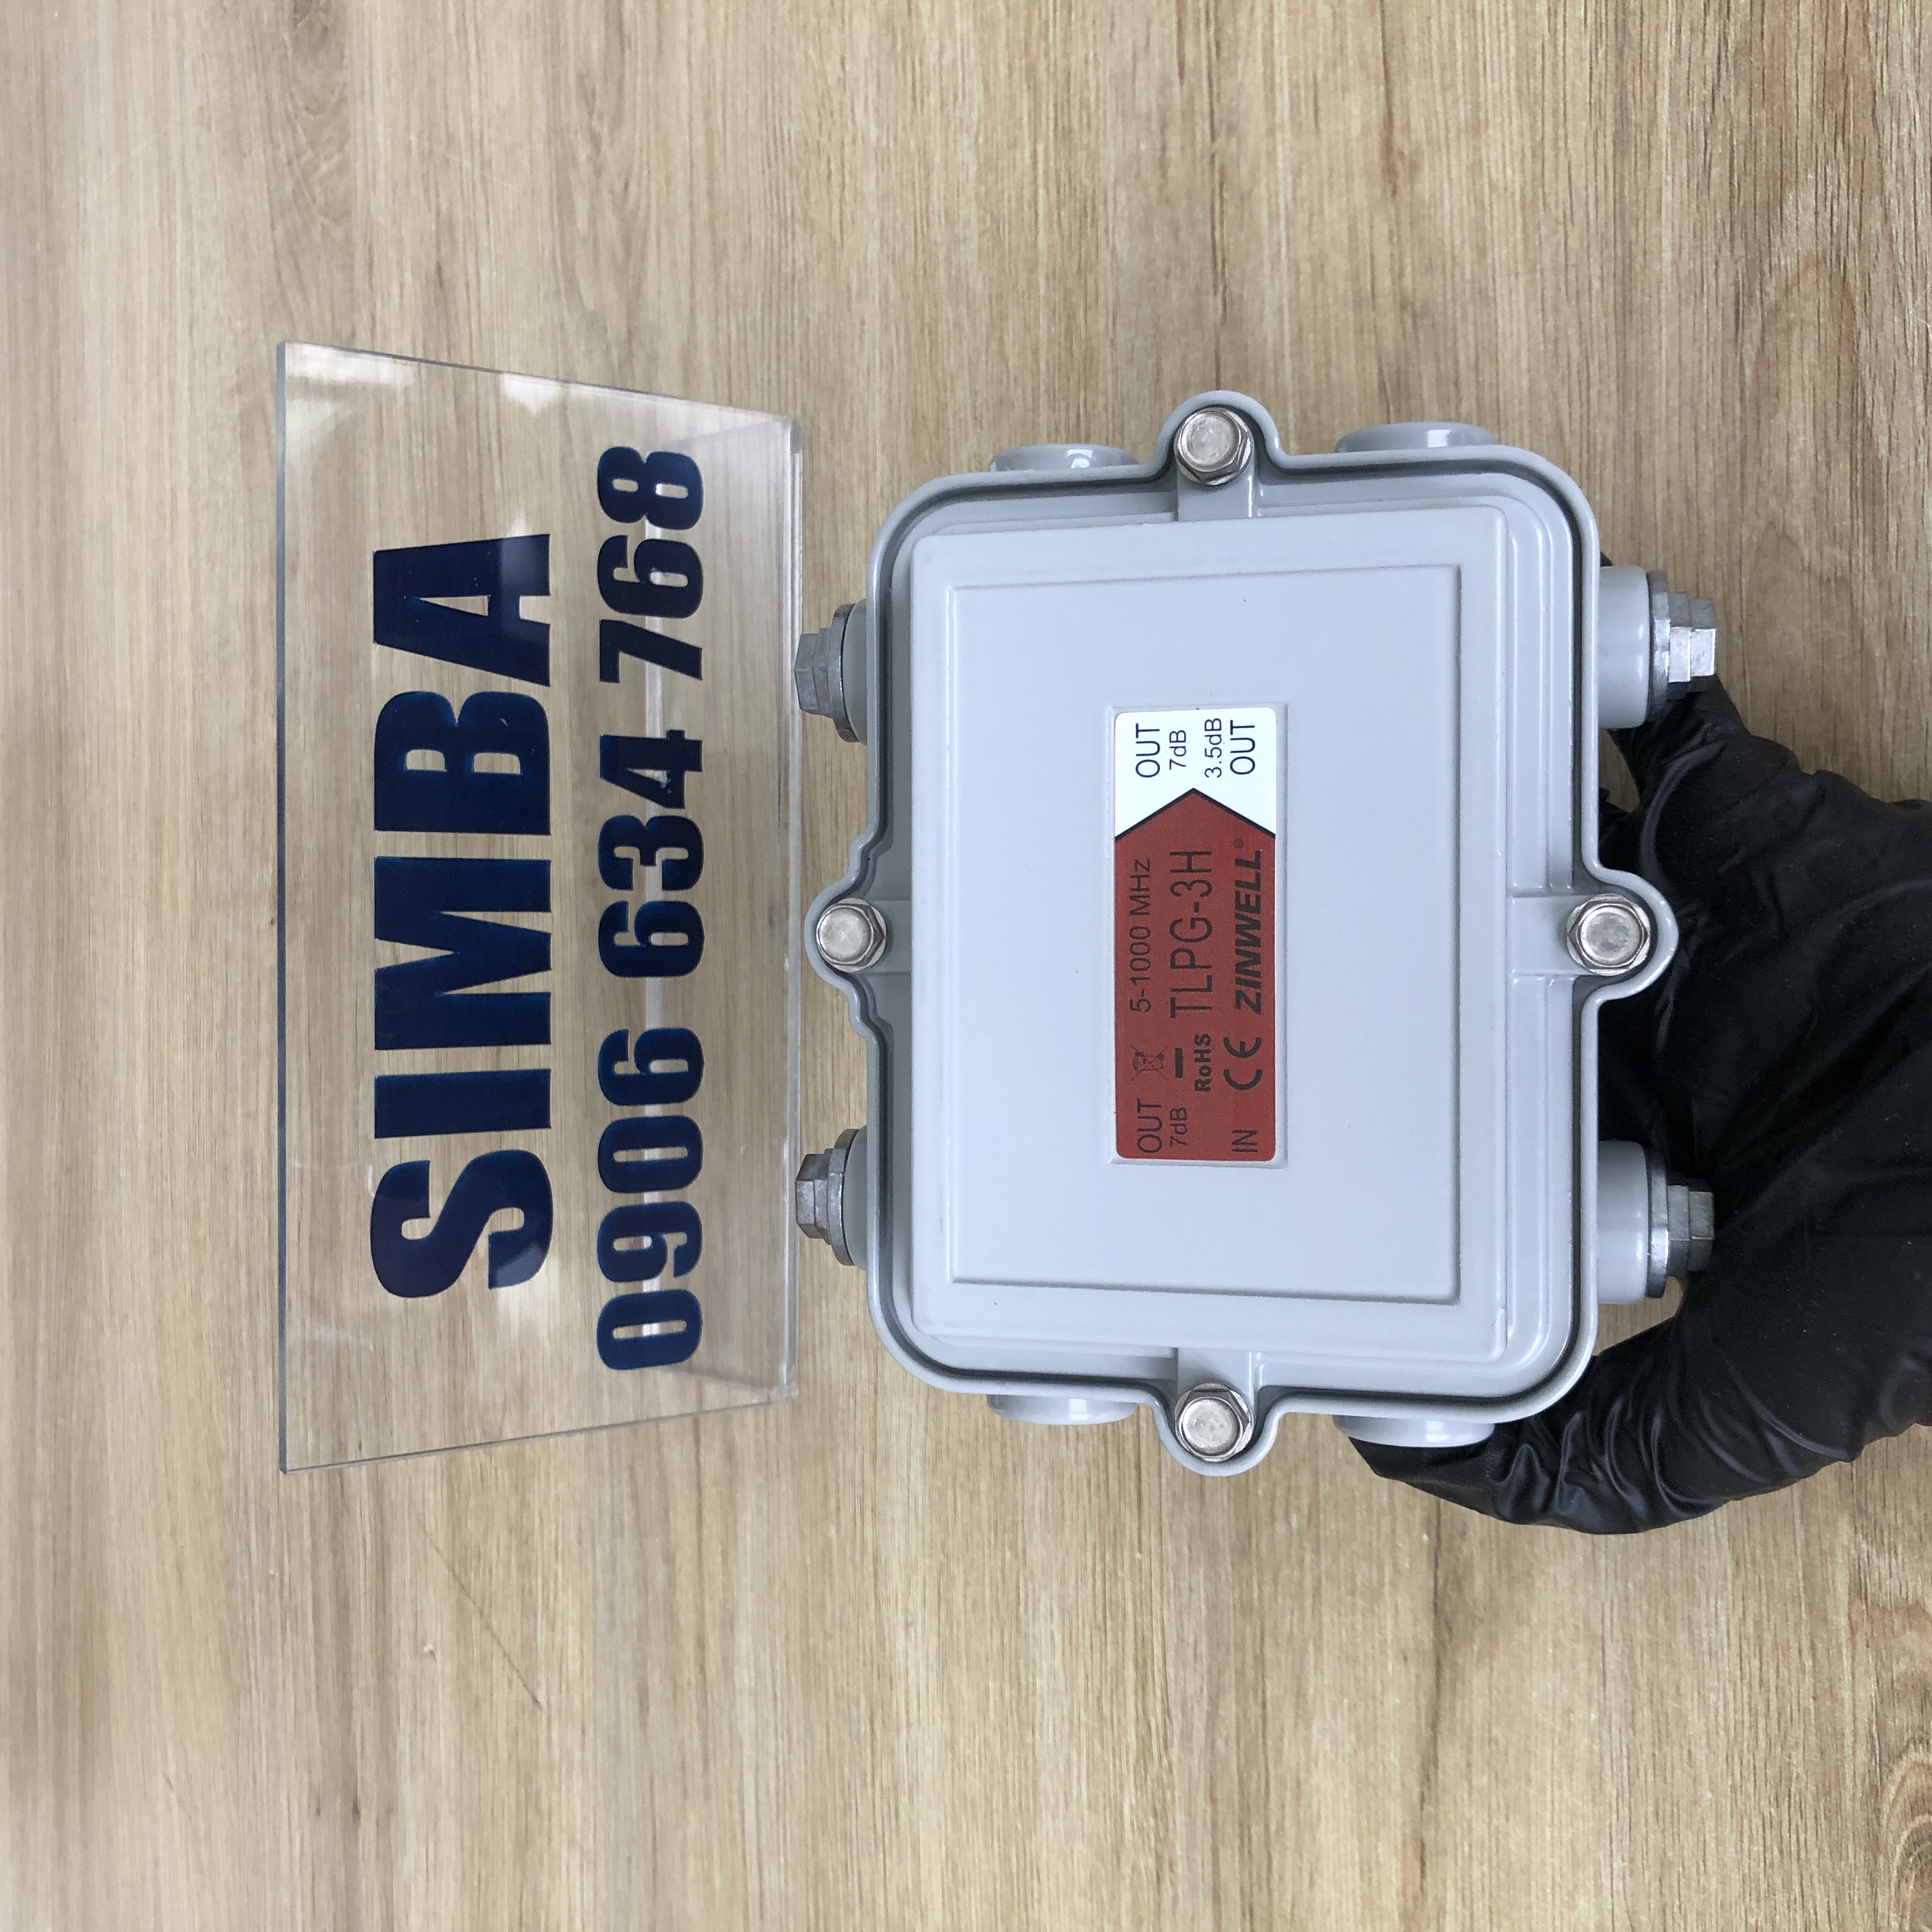 SIMBA
0906 634 768
OUT 5-1000 MHz OUT
7dB TLPG-3H 7dB
RoHS 3.5dB
IN CE ZINWELL® OUT